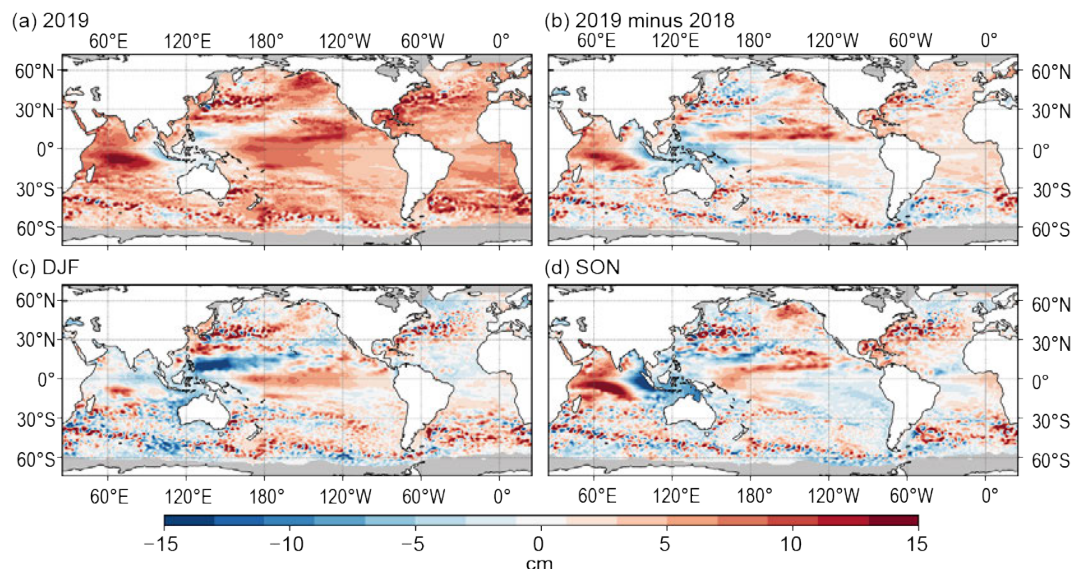 (a) 2019
(b) 2019 minus 2018
60°E 120°E 180° 120°W 60°W 0°
60°E 120°E 180° 120°W 60°W 0°
60°N 60°N
30°N 30°N
0° 0°
30°S 30°S
60°S 60°S
(c) DJF
(d) SON
60°N 60°N
30°N 30°N
0° 0°
30°S 30°S
60°S 60°S
60°E 120°E 180° 120°W 60°W 0°
60°E 120°E 180° 120°W 60°W 0°
−15 −10 −5 0 5 10 15
cm